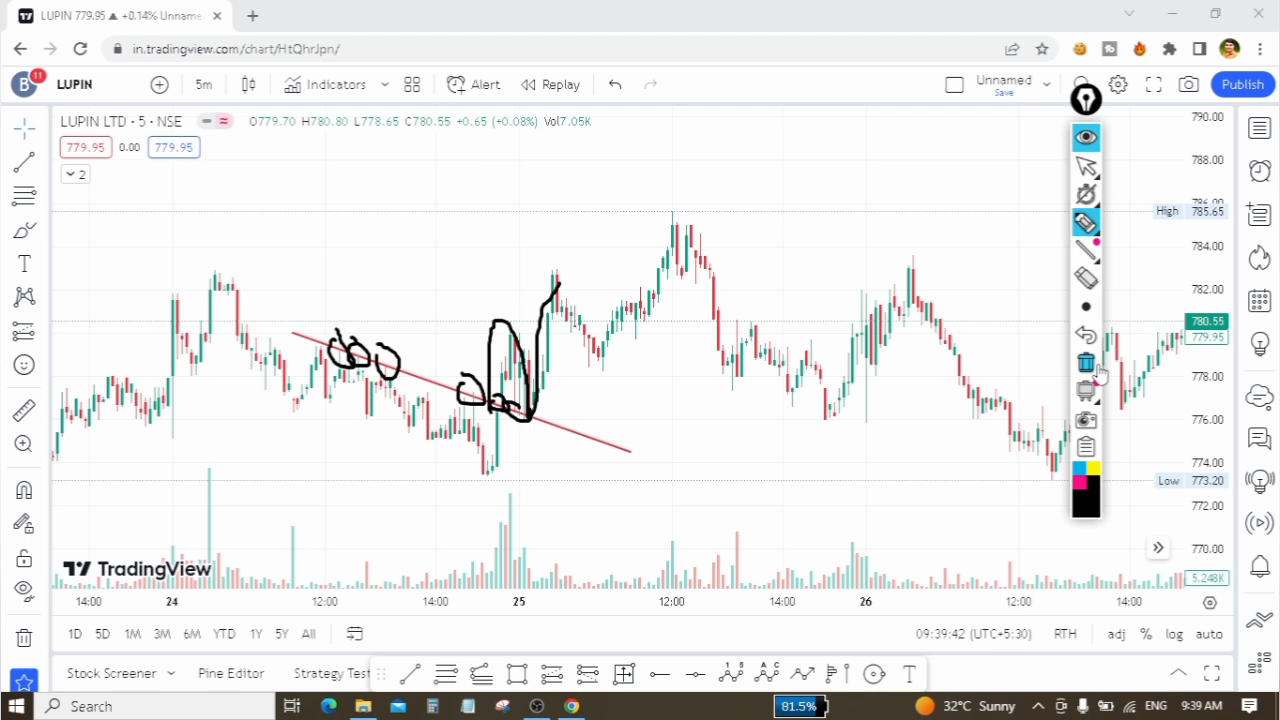 LUPIN 779.95 ▲ +0.14% Unname
in.tradingview.com/chart/HtQhrJpn/
B 11 LUPIN 5m Indicators Alert Replay Unnamed Save Publish
LUPIN LTD · 5 · NSE O779.70 H780.80 L778.65 C780.55 +0.65 (+0.08%) Vol7.05K
779.95 0.00 779.95
2
790.00
788.00
786.00
High 785.65
784.00
782.00
780.55
779.95
778.00
776.00
774.00
Low 773.20
772.00
770.00
TradingView
5.248K
14:00 24 12:00 14:00 25 12:00 14:00 26 12:00 14:00
1D 5D 1M 3M 6M YTD 1Y 5Y All 09:39:42 (UTC+5:30) RTH adj % log auto
Stock Screener Pine Editor Strategy Test
Search 81.5% 32°C Sunny ENG 9:39 AM